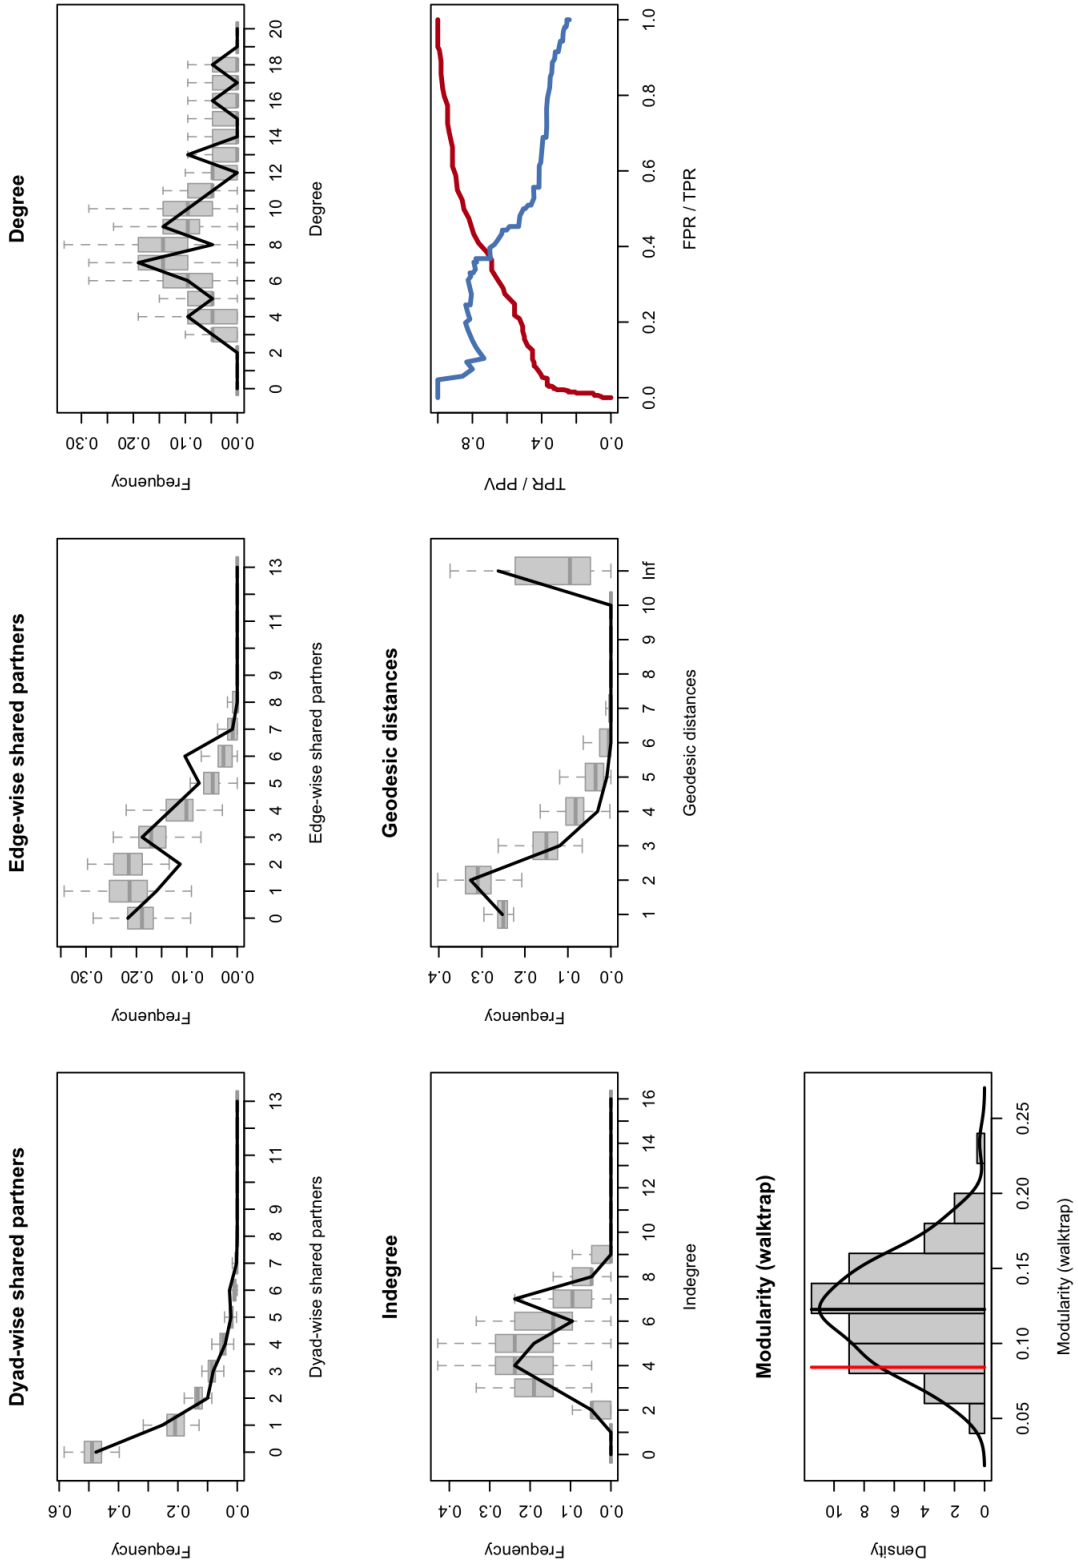 Dyad-wise shared partners
Frequency
0.0 0.2 0.4 0.6
0 1 2 3 4 5 6 7 8 9 11 13
Dyad-wise shared partners
Edge-wise shared partners
Frequency
0.00 0.10 0.20 0.30
0 1 2 3 4 5 6 7 8 9 11 13
Edge-wise shared partners
Degree
Frequency
0.00 0.10 0.20 0.30
0 2 4 6 8 10 12 14 16 18 20
Degree
Indegree
Frequency
0.0 0.1 0.2 0.3 0.4
0 2 4 6 8 10 12 14 16
Indegree
Geodesic distances
Frequency
0.0 0.1 0.2 0.3 0.4
1 2 3 4 5 6 7 8 9 10 Inf
Geodesic distances
TPR / PPV
0.0 0.4 0.8
0.0 0.2 0.4 0.6 0.8 1.0
FPR / TPR
Modularity (walktrap)
Density
0 2 4 6 8 10
0.05 0.10 0.15 0.20 0.25
Modularity (walktrap)